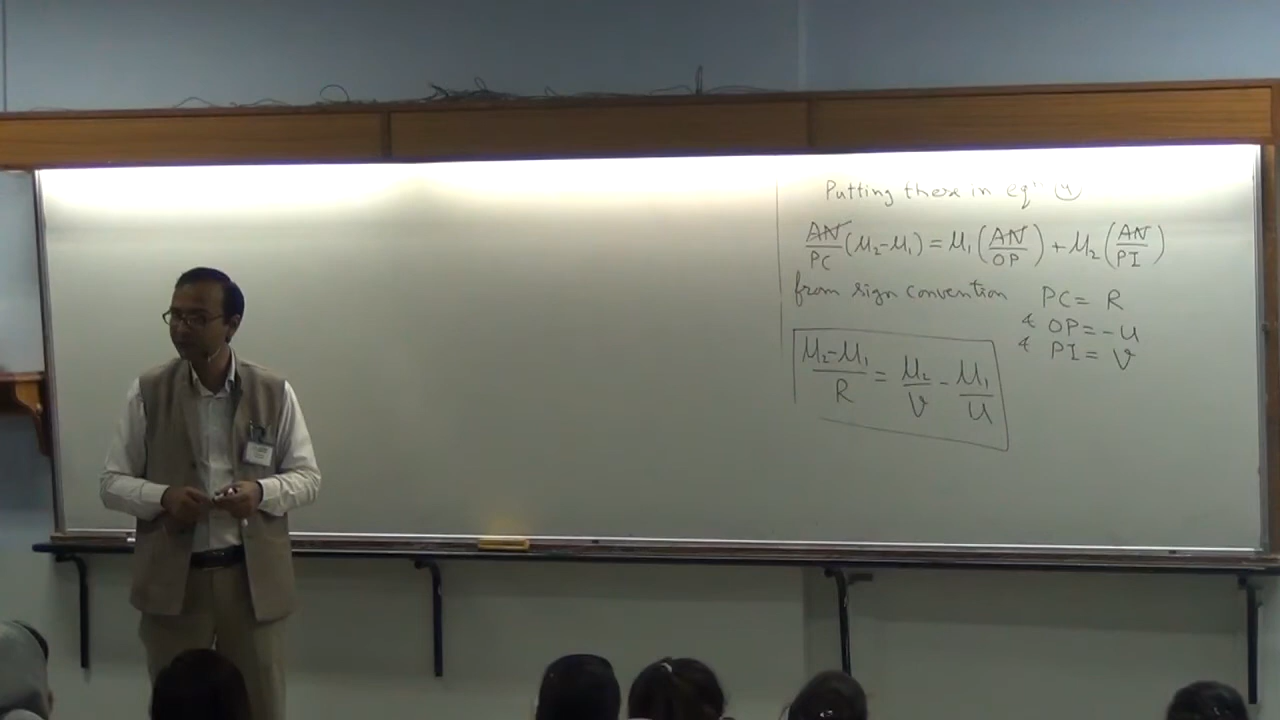 Putting these in eqⁿ (4)
AN/PC (μ₂-μ₁) = μ₁ (AN/OP) + μ₂ (AN/PI)
from sign convention PC = R
& OP = -u
& PI = v
(μ₂-μ₁)/R = μ₂/v - μ₁/u